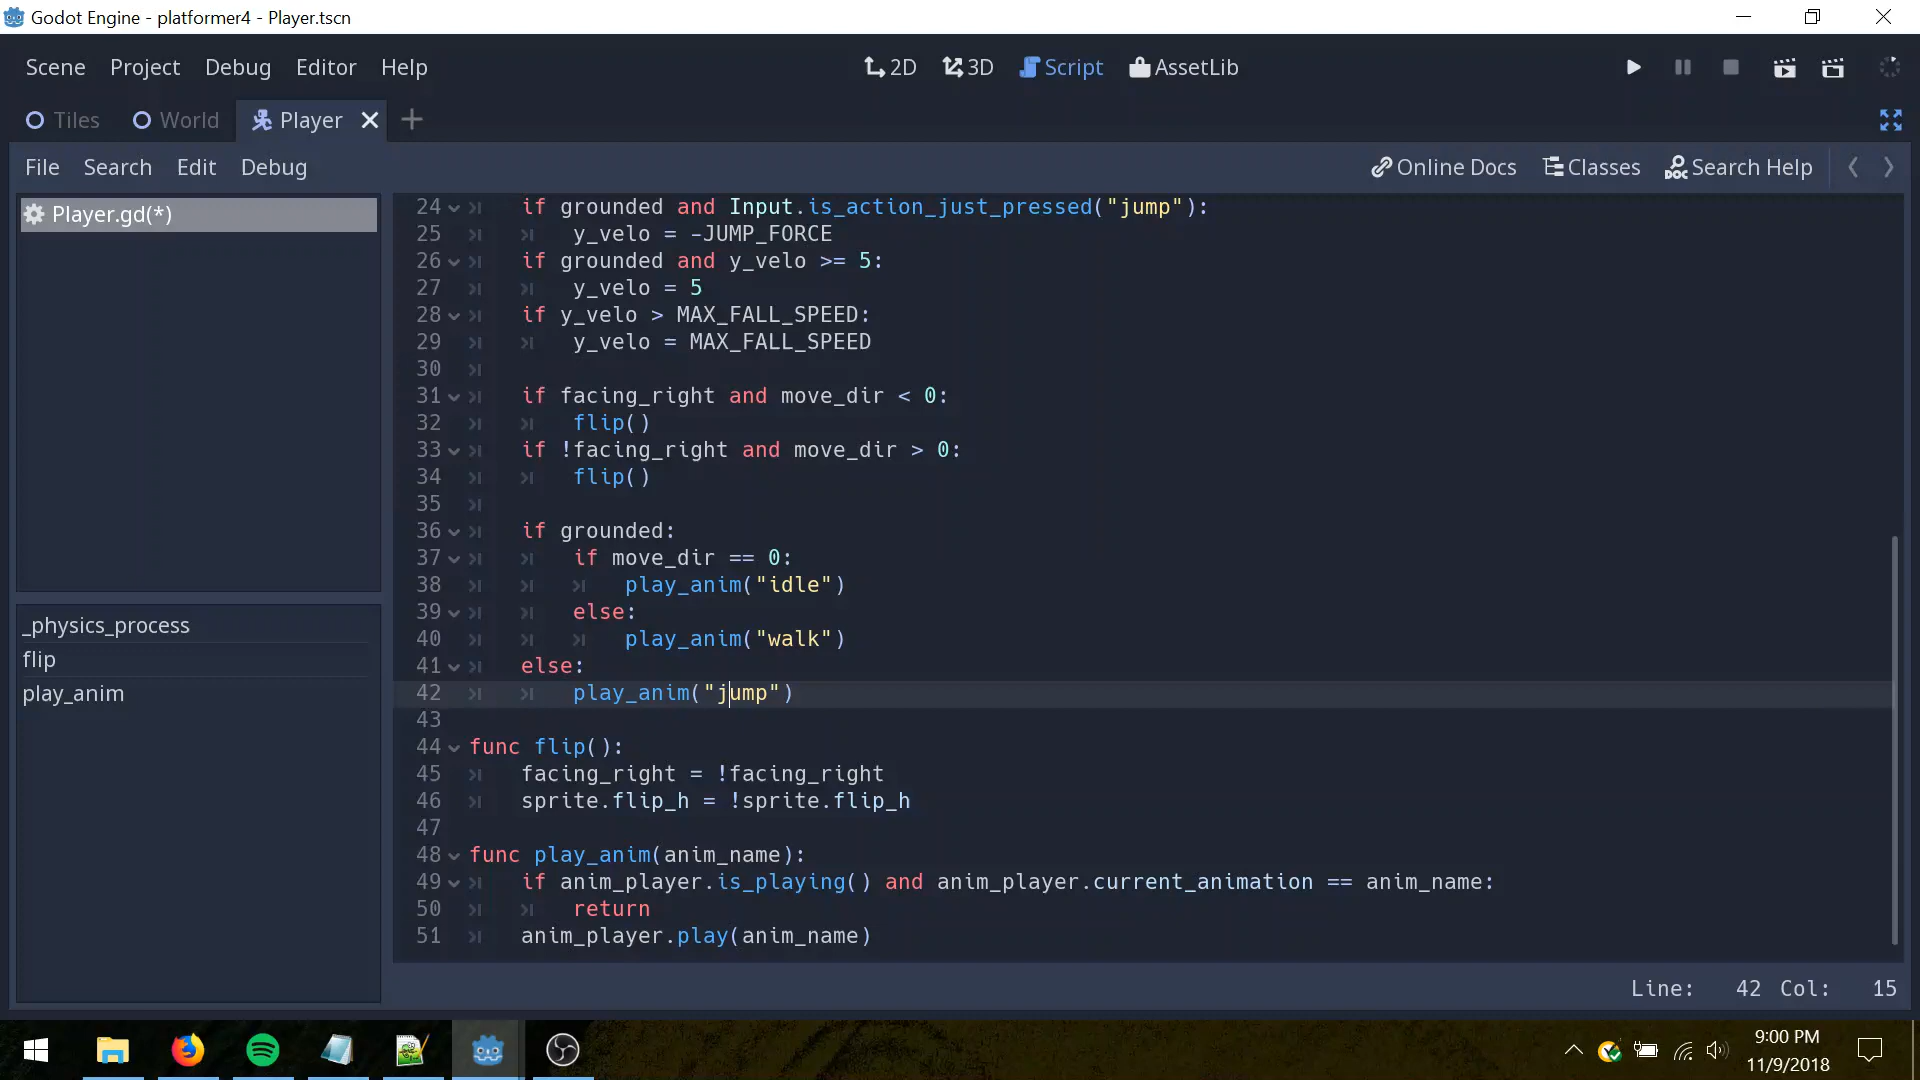 Godot Engine - platformer4 - Player.tscn
Scene Project Debug Editor Help 2D 3D Script AssetLib
Tiles World Player
File Search Edit Debug Online Docs Classes Search Help
Player.gd(*)
_physics_process
flip
play_anim
24 if grounded and Input.is_action_just_pressed("jump"):
25 y_velo = -JUMP_FORCE
26 if grounded and y_velo >= 5:
27 y_velo = 5
28 if y_velo > MAX_FALL_SPEED:
29 y_velo = MAX_FALL_SPEED
30
31 if facing_right and move_dir < 0:
32 flip()
33 if !facing_right and move_dir > 0:
34 flip()
35
36 if grounded:
37 if move_dir == 0:
38 play_anim("idle")
39 else:
40 play_anim("walk")
41 else:
42 play_anim("jump")
43
44 func flip():
45 facing_right = !facing_right
46 sprite.flip_h = !sprite.flip_h
47
48 func play_anim(anim_name):
49 if anim_player.is_playing() and anim_player.current_animation == anim_name:
50 return
51 anim_player.play(anim_name)
Line: 42 Col: 15
9:00 PM
11/9/2018